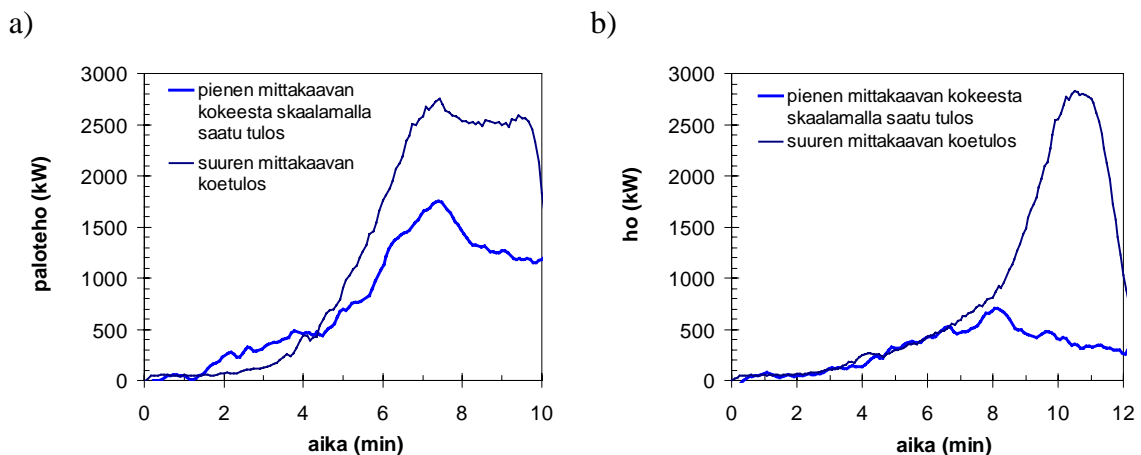 a)
3000
2500
2000
1500
1000
500
0
paloteho (kW)
pienen mittakaavan
kokeesta skaalamalla
saatu tulos
suuren mittakaavan
koetulos
0 2 4 6 8 10
aika (min)
b)
3000
2500
2000
1500
1000
500
0
ho (kW)
pienen mittakaavan kokeesta
skaalamalla saatu tulos
suuren mittakaavan koetulos
0 2 4 6 8 10 12
aika (min)